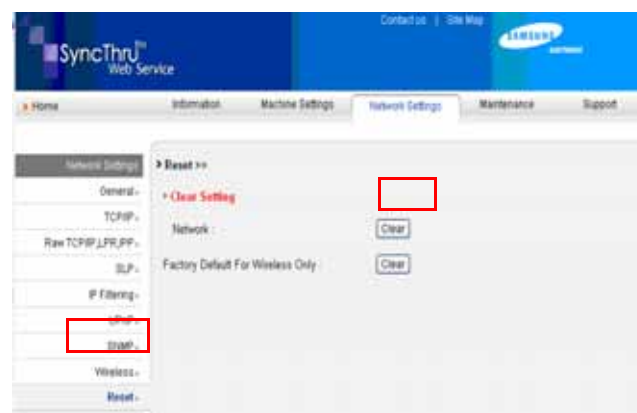 Contact us | Site Map
SAMSUNG
ELECTRONICS
SyncThru™
Web Service
Home
Information
Machine Settings
Network Settings
Maintenance
Support
Network Settings
General
TCP/IP
Raw TCP/IP,LPR,IPP
SLP
IP Filtering
UPnP
SNMP
Wireless
Reset
Reset >>
Clear Setting
Network
Clear
Factory Default For Wireless Only
Clear